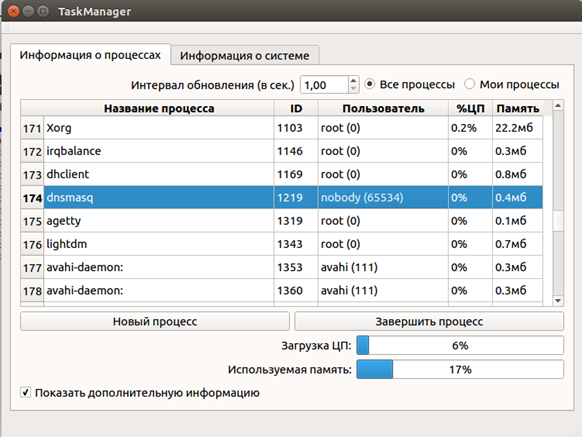 TaskManager
Информация о процессах Информация о системе
Интервал обновления (в сек.) 1,00 Все процессы Мои процессы
Название процесса ID Пользователь %ЦП Память
171 Xorg 1103 root (0) 0.2% 22.2мб
172 irqbalance 1146 root (0) 0% 0.3мб
173 dhclient 1169 root (0) 0% 0.8мб
174 dnsmasq 1219 nobody (65534) 0% 0.4мб
175 agetty 1319 root (0) 0% 0.1мб
176 lightdm 1343 root (0) 0% 0.7мб
177 avahi-daemon: 1353 avahi (111) 0% 0.3мб
178 avahi-daemon: 1360 avahi (111) 0% 0.3мб
Новый процесс Завершить процесс
Загрузка ЦП: 6%
Используемая память: 17%
Показать дополнительную информацию